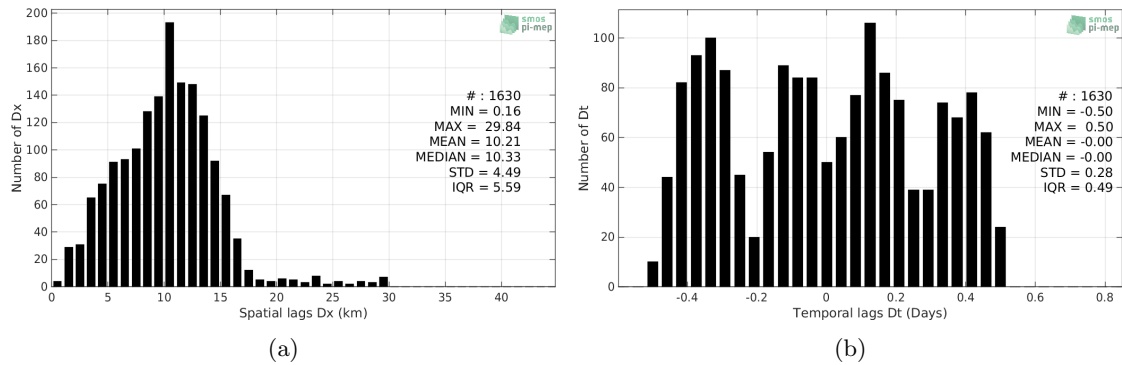 200
180
160
140
120
100
80
60
40
20
0
Number of Dx
0 5 10 15 20 25 30 35 40
Spatial lags Dx (km)
smos
pi-mep
# : 1630
MIN = 0.16
MAX = 29.84
MEAN = 10.21
MEDIAN = 10.33
STD = 4.49
IQR = 5.59
(a)
100
80
60
40
20
0
Number of Dt
-0.4 -0.2 0 0.2 0.4 0.6 0.8
Temporal lags Dt (Days)
smos
pi-mep
# : 1630
MIN = -0.50
MAX = 0.50
MEAN = -0.00
MEDIAN = -0.00
STD = 0.28
IQR = 0.49
(b)